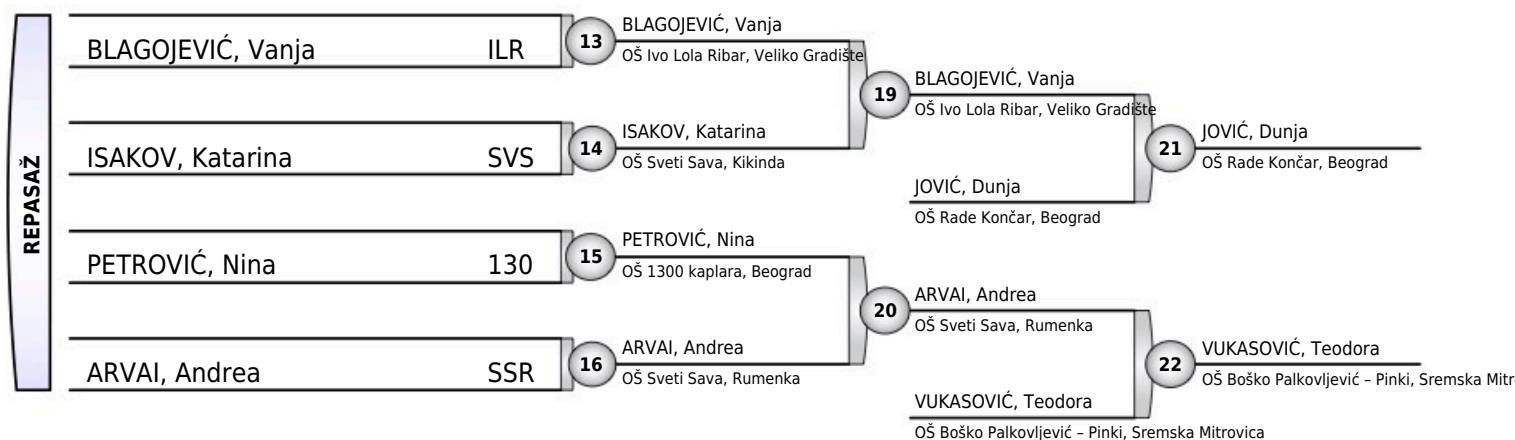 REPASAŽ
BLAGOJEVIĆ, Vanja ILR
ISAKOV, Katarina SVS
PETROVIĆ, Nina 130
ARVAI, Andrea SSR
13
BLAGOJEVIĆ, Vanja
OŠ Ivo Lola Ribar, Veliko Gradište
14
ISAKOV, Katarina
OŠ Sveti Sava, Kikinda
15
PETROVIĆ, Nina
OŠ 1300 kaplara, Beograd
16
ARVAI, Andrea
OŠ Sveti Sava, Rumenka
19
BLAGOJEVIĆ, Vanja
OŠ Ivo Lola Ribar, Veliko Gradište
JOVIĆ, Dunja
OŠ Rade Končar, Beograd
20
ARVAI, Andrea
OŠ Sveti Sava, Rumenka
VUKASOVIĆ, Teodora
OŠ Boško Palkovljević – Pinki, Sremska Mitrovica
21
JOVIĆ, Dunja
OŠ Rade Končar, Beograd
22
VUKASOVIĆ, Teodora
OŠ Boško Palkovljević – Pinki, Sremska Mitr